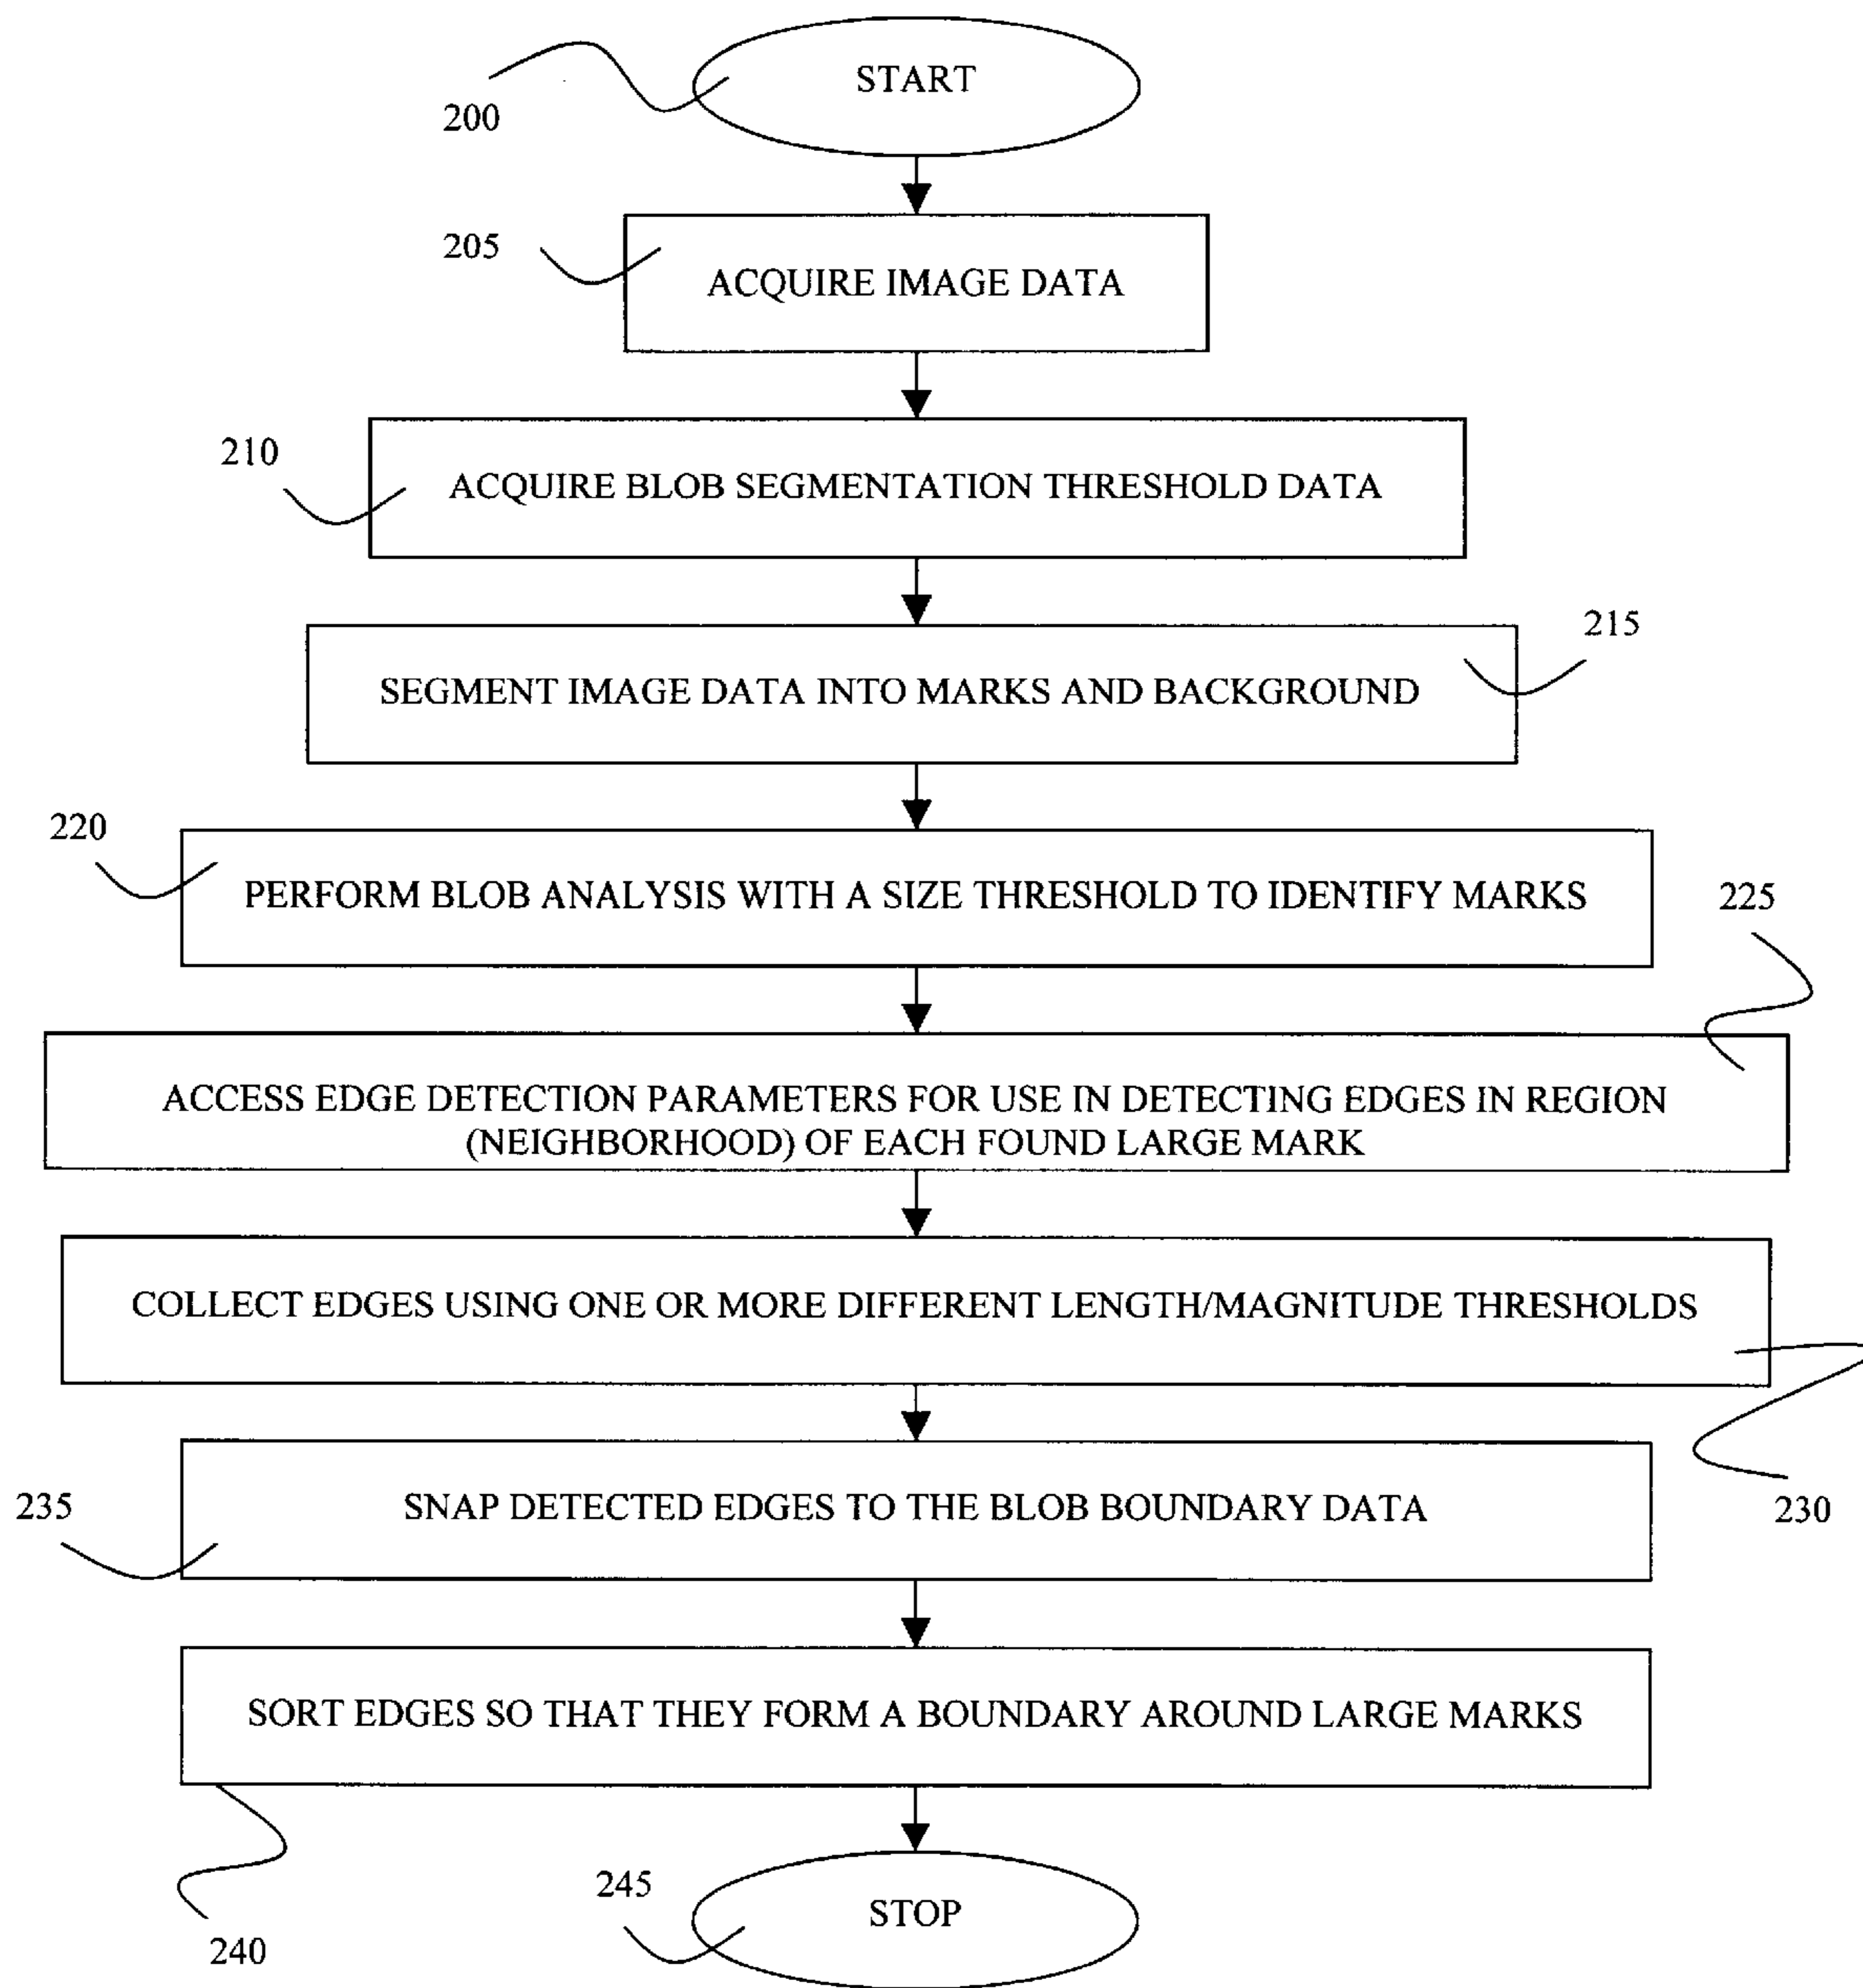 START
200
205
ACQUIRE IMAGE DATA
210
ACQUIRE BLOB SEGMENTATION THRESHOLD DATA
215
SEGMENT IMAGE DATA INTO MARKS AND BACKGROUND
220
PERFORM BLOB ANALYSIS WITH A SIZE THRESHOLD TO IDENTIFY MARKS
225
ACCESS EDGE DETECTION PARAMETERS FOR USE IN DETECTING EDGES IN REGION
(NEIGHBORHOOD) OF EACH FOUND LARGE MARK
COLLECT EDGES USING ONE OR MORE DIFFERENT LENGTH/MAGNITUDE THRESHOLDS
230
235
SNAP DETECTED EDGES TO THE BLOB BOUNDARY DATA
SORT EDGES SO THAT THEY FORM A BOUNDARY AROUND LARGE MARKS
240
245
STOP